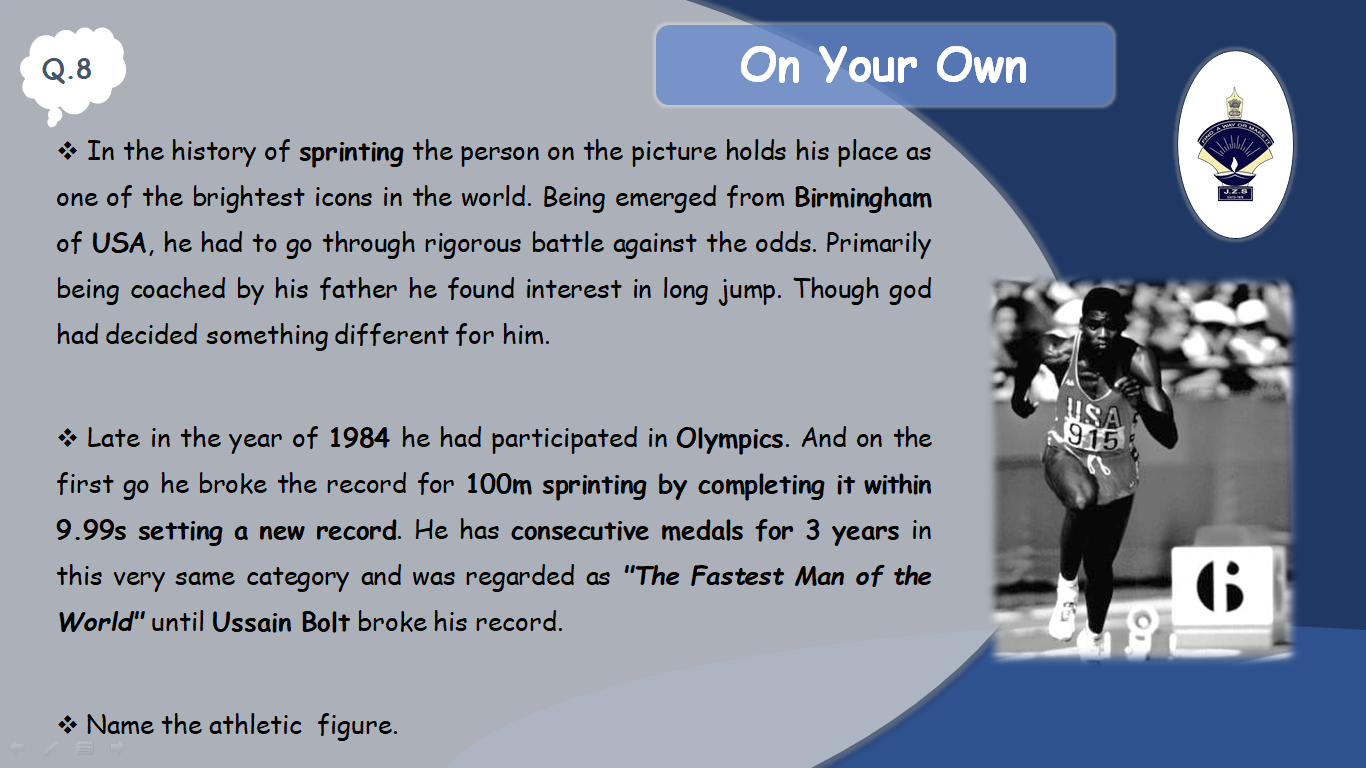 Q.8
On Your Own
❖ In the history of sprinting the person on the picture holds his place as
one of the brightest icons in the world. Being emerged from Birmingham
of USA, he had to go through rigorous battle against the odds. Primarily
being coached by his father he found interest in long jump. Though god
had decided something different for him.
❖ Late in the year of 1984 he had participated in Olympics. And on the
first go he broke the record for 100m sprinting by completing it within
9.99s setting a new record. He has consecutive medals for 3 years in
this very same category and was regarded as "The Fastest Man of the
World" until Ussain Bolt broke his record.
❖ Name the athletic figure.
FIND A WAY OR MAKE IT
J.Z.S
USA
915
6